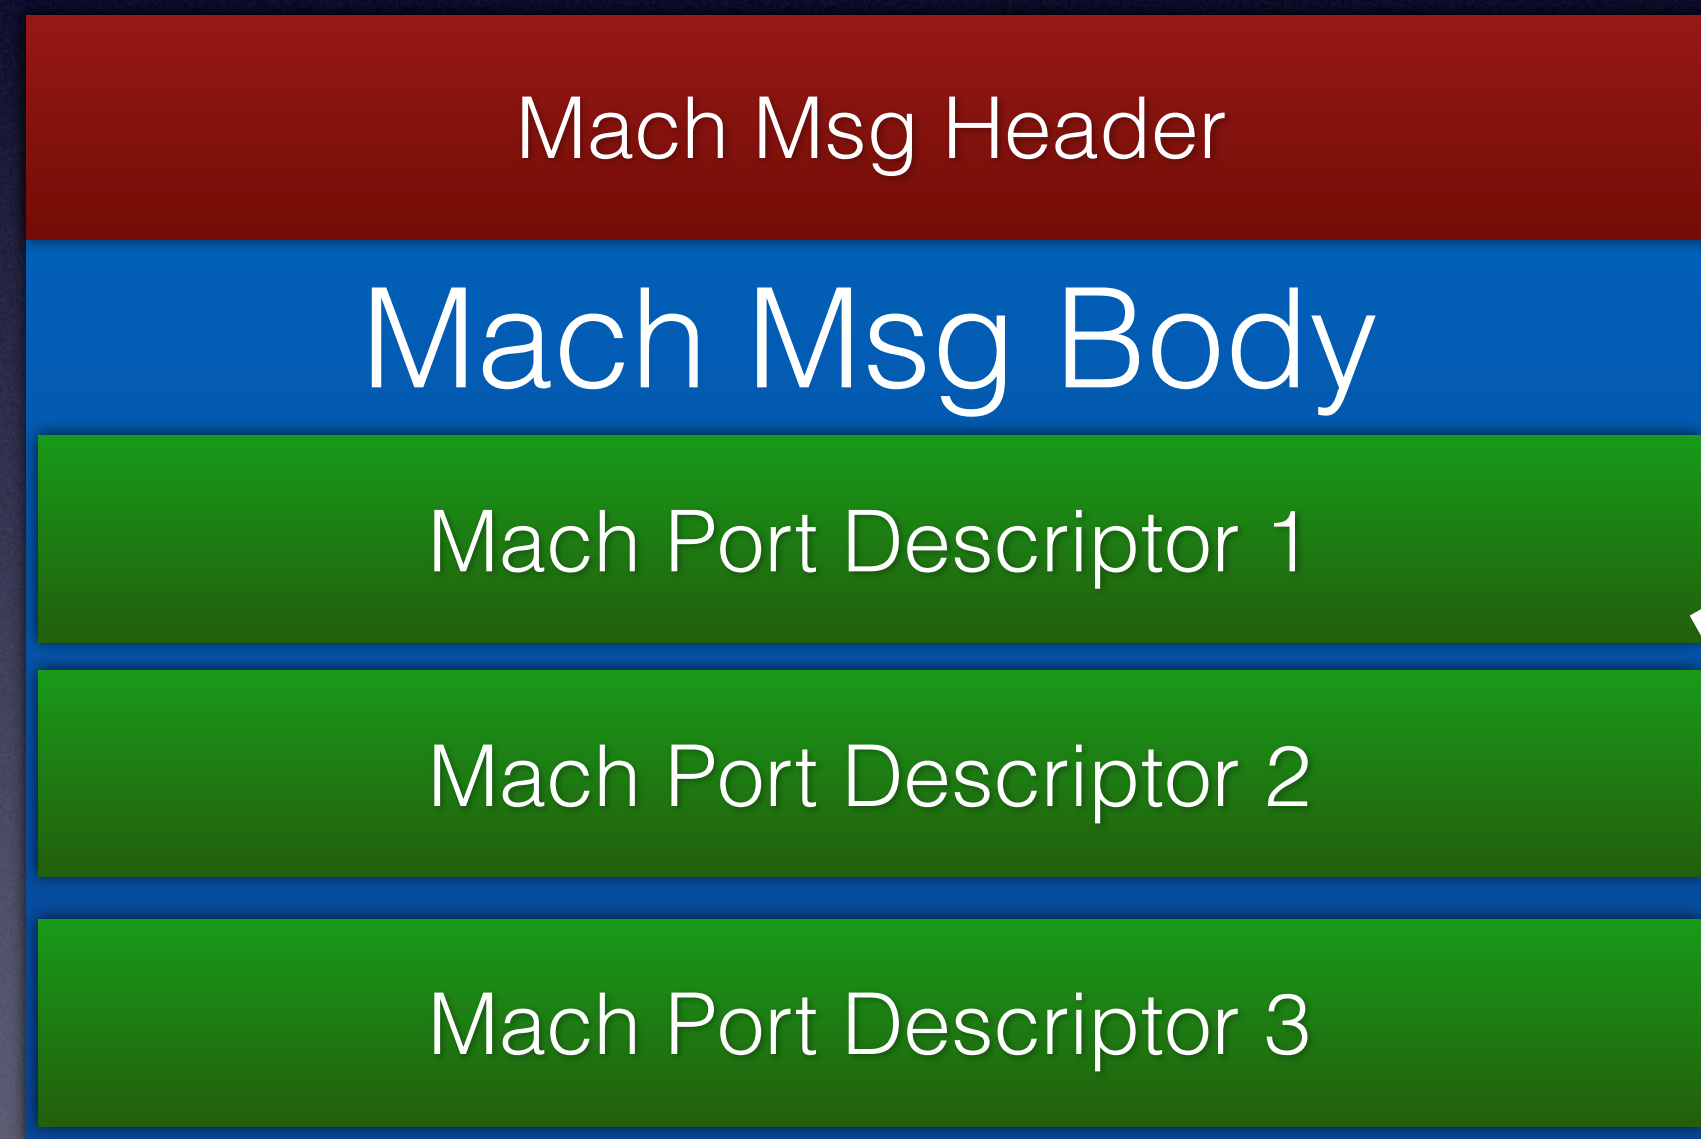 Mach Msg Header
Mach Msg Body
Mach Port Descriptor 1
Mach Port Descriptor 2
Mach Port Descriptor 3